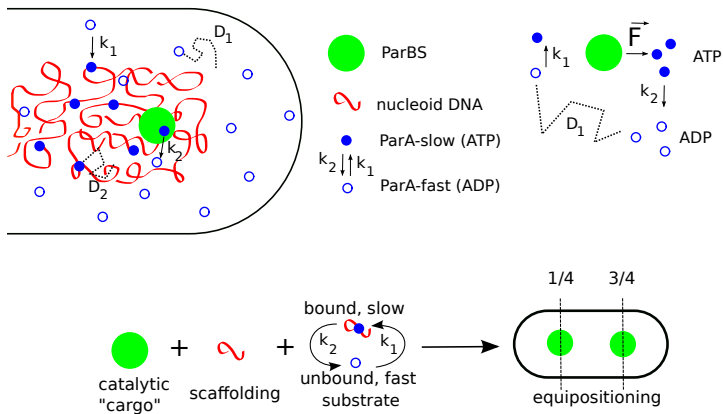 k1
D1
k2
D2
ParBS
nucleoid DNA
ParA-slow (ATP)
k2 k1
ParA-fast (ADP)
F
k1
ATP
k2
D1
ADP
catalytic
"cargo"
+
scaffolding
+
bound, slow
k2 k1
unbound, fast
substrate
1/4 3/4
equipositioning